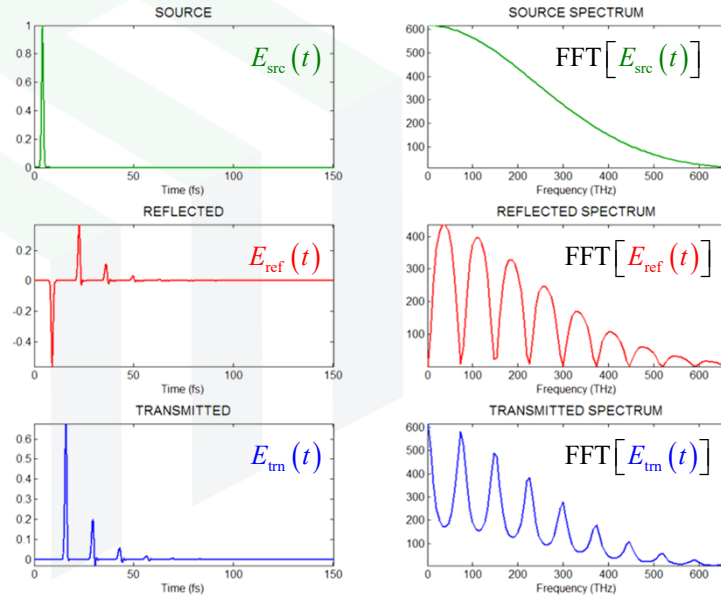 SOURCE
1
0.8
0.6
0.4
0.2
0
E_src(t)
0 50 100 150
Time (fs)
SOURCE SPECTRUM
600
500
400
300
200
100
FFT[E_src(t)]
0 100 200 300 400 500 600
Frequency (THz)
REFLECTED
0.2
0
-0.2
-0.4
E_ref(t)
0 50 100 150
Time (fs)
REFLECTED SPECTRUM
400
300
200
100
FFT[E_ref(t)]
0 100 200 300 400 500 600
Frequency (THz)
TRANSMITTED
0.6
0.5
0.4
0.3
0.2
0.1
0
E_trn(t)
0 50 100 150
Time (fs)
TRANSMITTED SPECTRUM
600
500
400
300
200
100
FFT[E_trn(t)]
0 100 200 300 400 500 600
Frequency (THz)